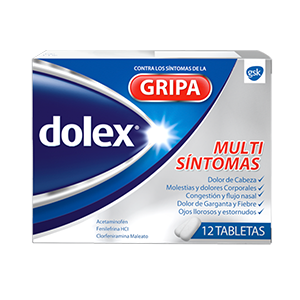 CONTRA LOS SÍNTOMAS DE LA
GRIPA
gsk
dolex®
MULTI
SÍNTOMAS
Dolor de Cabeza ✓
Molestias y dolores Corporales ✓
Congestión y flujo nasal ✓
Dolor de Garganta y Fiebre ✓
Ojos llorosos y estornudos ✓
Acetaminofén
Fenilefrina HCl
Clorfeniramina Maleato
12 TABLETAS